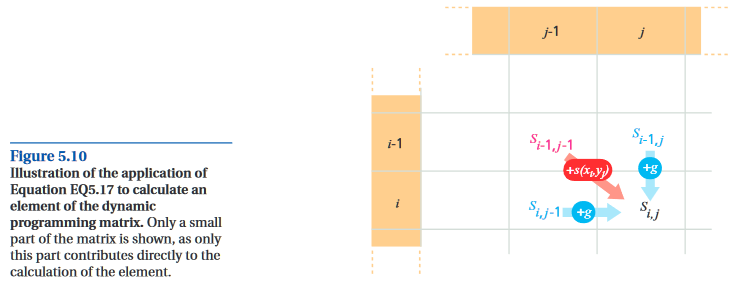 Figure 5.10
Illustration of the application of
Equation EQ5.17 to calculate an
element of the dynamic
programming matrix. Only a small
part of the matrix is shown, as only
this part contributes directly to the
calculation of the element.
j-1 j
i-1 S_{i-1,j-1} S_{i-1,j}
+s(x_i,y_j) +g
i S_{i,j-1} +g S_{i,j}